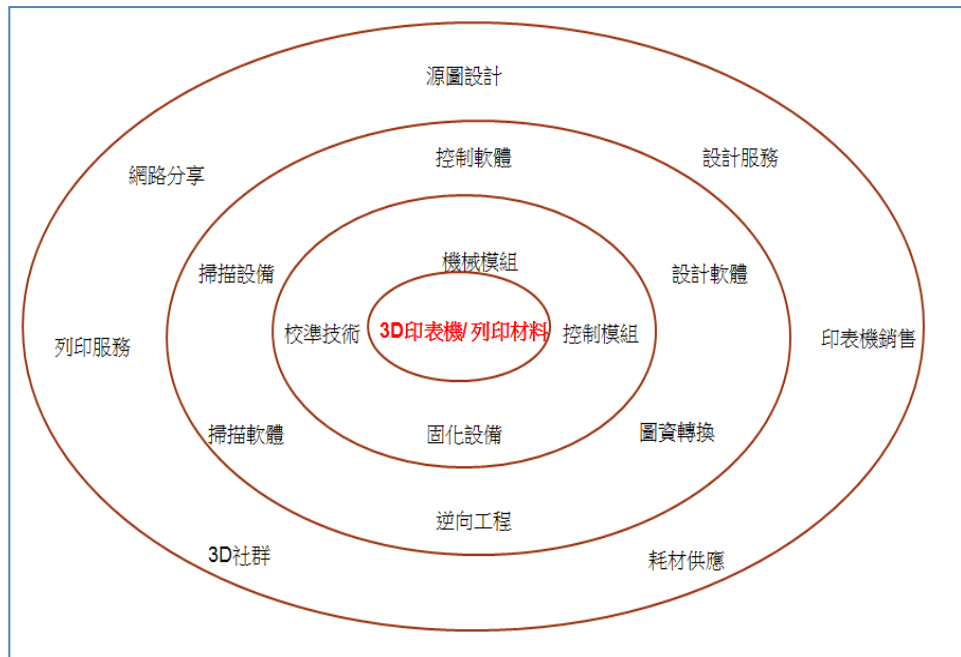 源圖設計
設計服務
網路分享
控制軟體
掃描設備
機械模組
設計軟體
列印服務
校準技術
3D印表機/ 列印材料
控制模組
印表機銷售
掃描軟體
固化設備
圖資轉換
逆向工程
3D社群
耗材供應